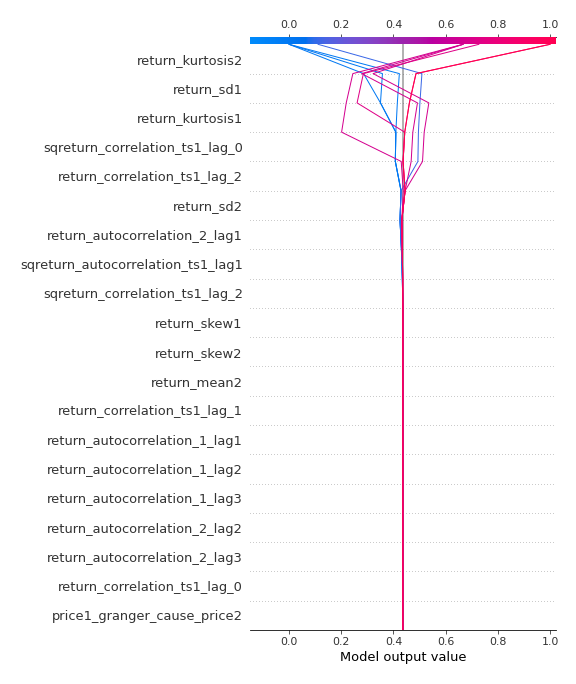 0.0 0.2 0.4 0.6 0.8 1.0
return_kurtosis2
return_sd1
return_kurtosis1
sqreturn_correlation_ts1_lag_0
return_correlation_ts1_lag_2
return_sd2
return_autocorrelation_2_lag1
sqreturn_autocorrelation_ts1_lag1
sqreturn_correlation_ts1_lag_2
return_skew1
return_skew2
return_mean2
return_correlation_ts1_lag_1
return_autocorrelation_1_lag1
return_autocorrelation_1_lag2
return_autocorrelation_1_lag3
return_autocorrelation_2_lag2
return_autocorrelation_2_lag3
return_correlation_ts1_lag_0
price1_granger_cause_price2
0.0 0.2 0.4 0.6 0.8 1.0
Model output value